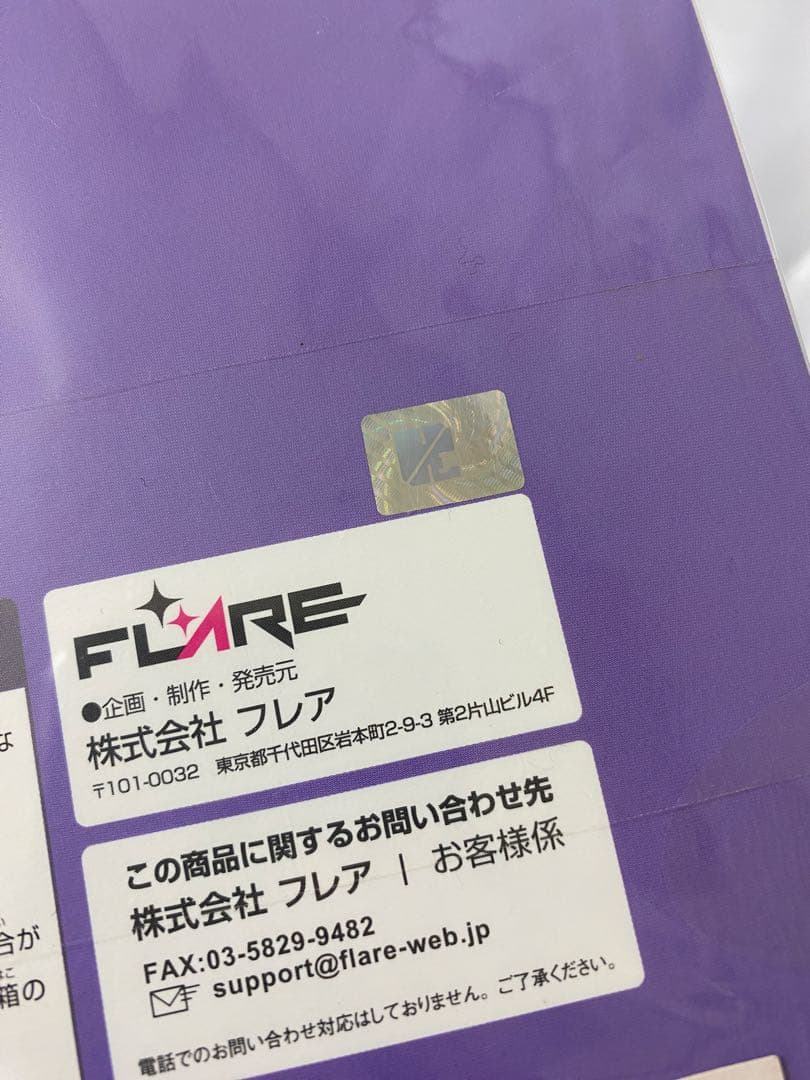 FLARE
●企画・制作・発売元
株式会社 フレア
〒101-0032 東京都千代田区岩本町2-9-3 第2片山ビル4F
この商品に関するお問い合わせ先
株式会社 フレア | お客様係
FAX:03-5829-9482
support@flare-web.jp
電話でのお問い合わせ対応はしておりません。ご了承ください。
な
合が
箱の